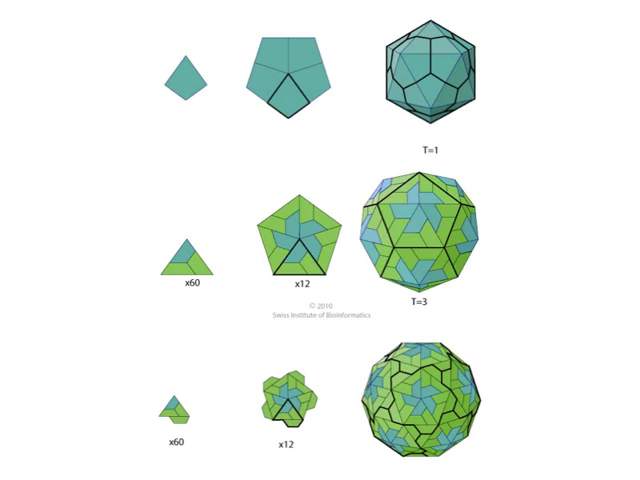 T=1
x60
x12
T=3
© 2010
Swiss Institute of BioInformatics
x60
x12